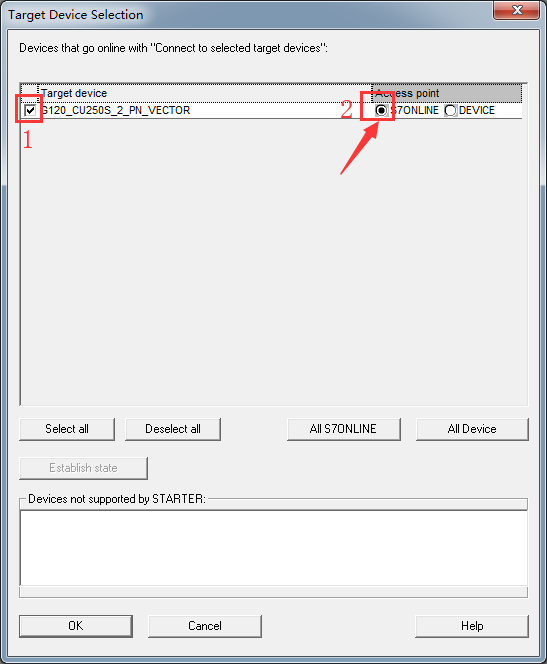 Target Device Selection
Devices that go online with "Connect to selected target devices":
Target device Access point
G120_CU250S_2_PN_VECTOR 2 S7ONLINE DEVICE
1
Select all Deselect all All S7ONLINE All Device
Establish state
Devices not supported by STARTER:
OK Cancel Help